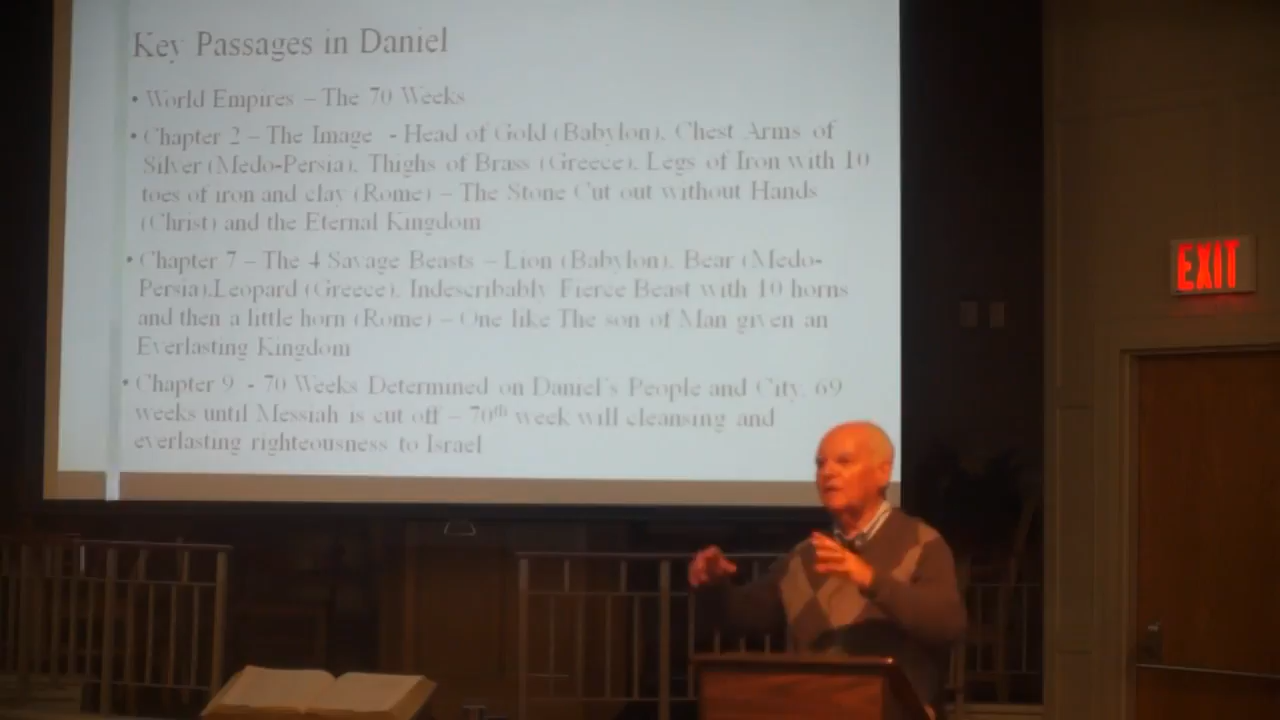 Key Passages in Daniel
• World Empires – The 70 Weeks
• Chapter 2 – The Image - Head of Gold (Babylon), Chest Arms of
Silver (Medo-Persia), Thighs of Brass (Greece), Legs of Iron with 10
toes of iron and clay (Rome) – The Stone Cut out without Hands
(Christ) and the Eternal Kingdom
• Chapter 7 – The 4 Savage Beasts – Lion (Babylon), Bear (Medo-
Persia),Leopard (Greece), Indescribably Fierce Beast with 10 horns
and then a little horn (Rome) – One like The son of Man given an
Everlasting Kingdom
• Chapter 9 - 70 Weeks Determined on Daniel's People and City, 69
weeks until Messiah is cut off – 70th week will cleansing and
everlasting righteousness to Israel
EXIT